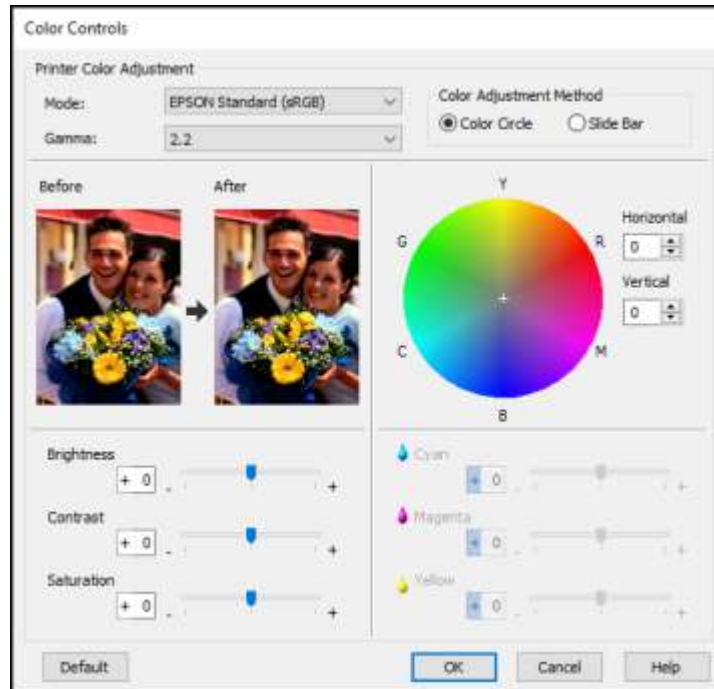 Color Controls
Printer Color Adjustment
Mode: EPSON Standard (sRGB)
Gamma: 2.2
Color Adjustment Method
Color Circle Slide Bar
Before After
Y
G R
C M
B
Horizontal
0
Vertical
0
Brightness
+ 0 - +
Contrast
+ 0 - +
Saturation
+ 0 - +
Cyan
+ 0 - +
Magenta
+ 0 - +
Yellow
+ 0 - +
Default OK Cancel Help